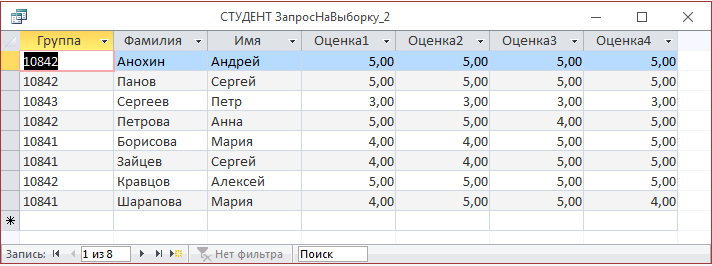 СТУДЕНТ ЗапросНаВыборку_2
Группа Фамилия Имя Оценка1 Оценка2 Оценка3 Оценка4
10842 Анохин Андрей 5,00 5,00 5,00 5,00
10842 Панов Сергей 5,00 5,00 5,00 5,00
10843 Сергеев Петр 3,00 3,00 3,00 3,00
10842 Петрова Анна 5,00 5,00 4,00 5,00
10841 Борисова Мария 4,00 4,00 5,00 5,00
10841 Зайцев Сергей 4,00 4,00 5,00 5,00
10842 Кравцов Алексей 5,00 5,00 5,00 5,00
10841 Шарапова Мария 4,00 5,00 5,00 4,00
Запись: 1 из 8 Нет фильтра Поиск